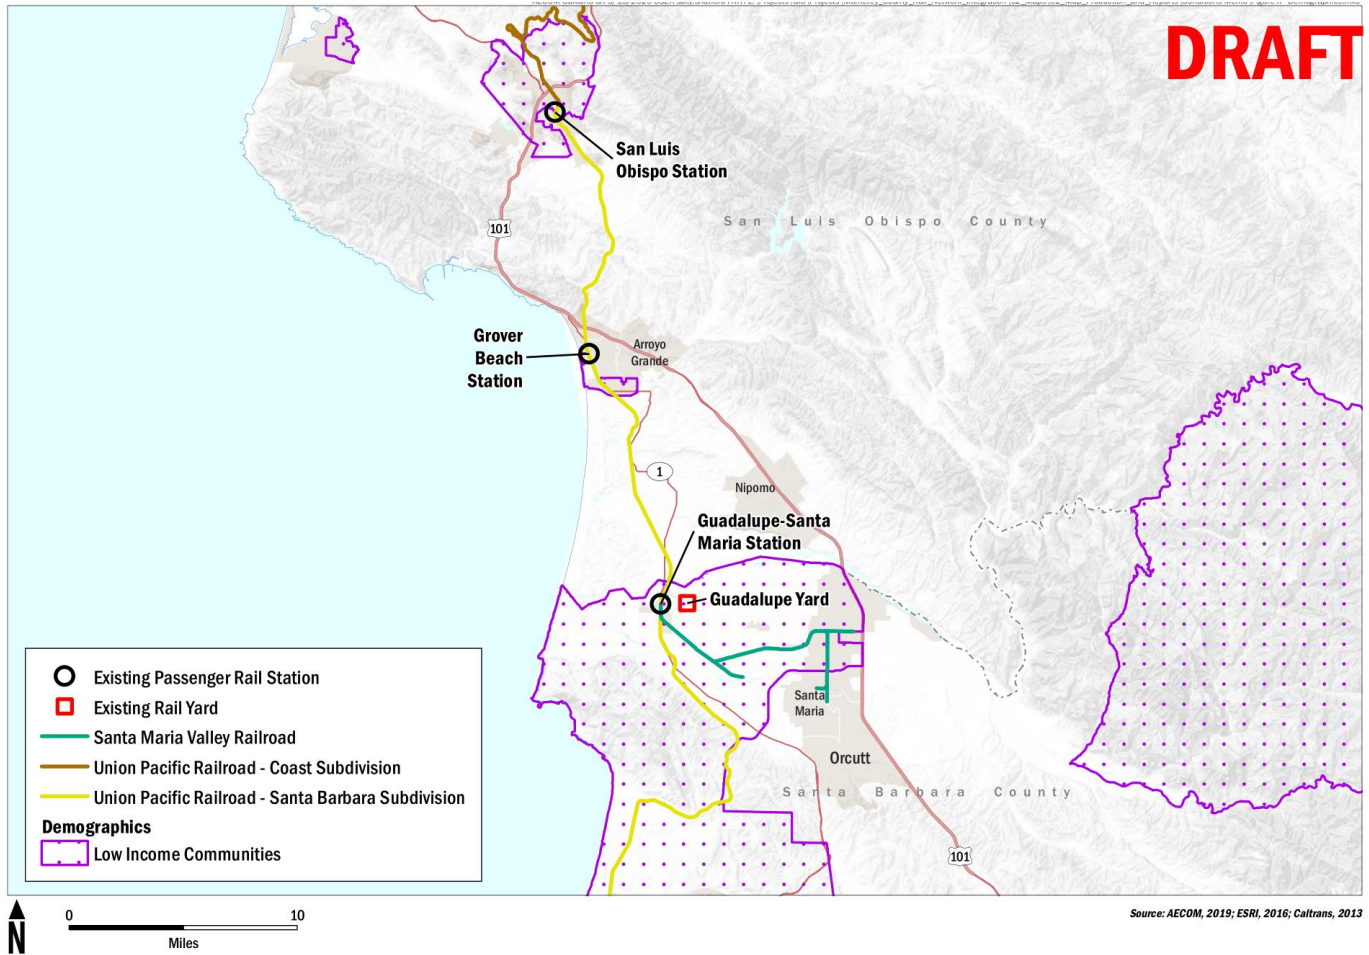 DRAFT
San Luis
Obispo Station
San Luis Obispo County
101
Grover
Beach
Station
Arroyo
Grande
1
Nipomo
Guadalupe-Santa
Maria Station
Guadalupe Yard
Santa
Maria
Orcutt
Santa Barbara County
101
Existing Passenger Rail Station
Existing Rail Yard
Santa Maria Valley Railroad
Union Pacific Railroad - Coast Subdivision
Union Pacific Railroad - Santa Barbara Subdivision
Demographics
Low Income Communities
N
0 10
Miles
Source: AECOM, 2019; ESRI, 2016; Caltrans, 2013